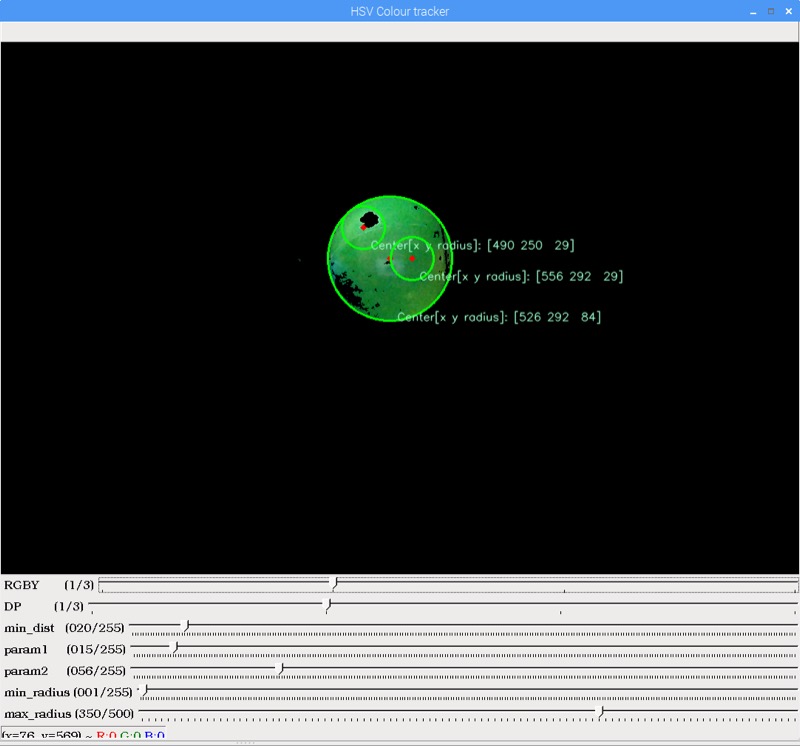 HSV Colour tracker
Center[x y radius]: [490 250 29]
Center[x y radius]: [556 292 29]
Center[x y radius]: [526 292 84]
RGBY (1/3)
DP (1/3)
min_dist (020/255)
param1 (015/255)
param2 (056/255)
min_radius (001/255)
max_radius (350/500)
(x=76, y=569) ~ R:0 G:0 B:0